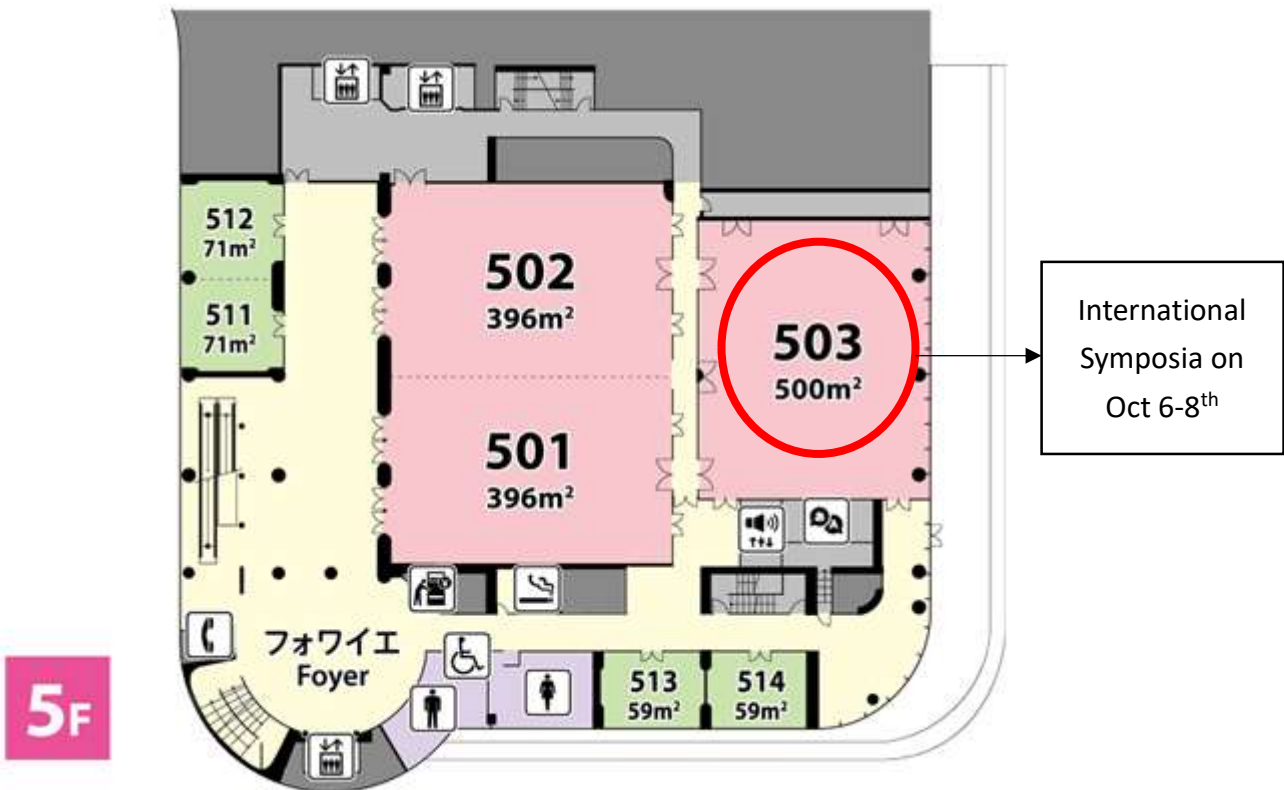 512
71m²
511
71m²
502
396m²
501
396m²
503
500m²
International
Symposia on
Oct 6-8th
フォワイエ
Foyer
513
59m²
514
59m²
5F